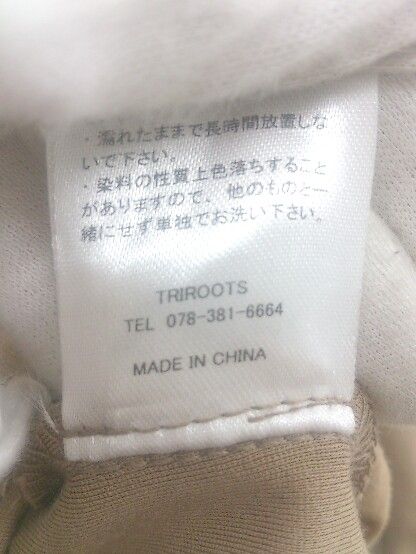 ・濡れたままで長時間放置しな
いで下さい。
・染料の性質上色落ちすること
がありますので、他のものと一
緒にせず単独でお洗い下さい。
TRIROOTS
TEL 078-381-6664
MADE IN CHINA